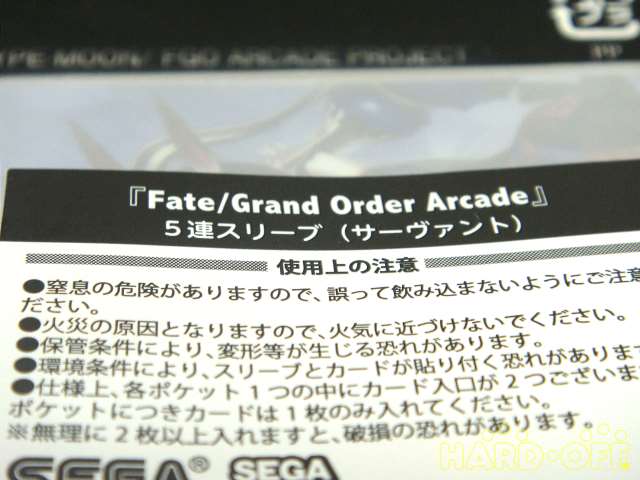 TYPE MOON/ FGO ARCADE PROJECT
プラ
『Fate/Grand Order Arcade』
5連スリーブ（サーヴァント）
使用上の注意
●窒息の危険がありますので、誤って飲み込まないようにご注意
ださい。
●火災の原因となりますので、火気に近づけないでください。
●保管条件により、変形等が生じる恐れがあります。
●環境条件により、スリーブとカードが貼り付く恐れがありま
●仕様上、各ポケット1つの中にカード入口が2つございま
ポケットにつきカードは1枚のみ入れてください。
※無理に2枚以上入れますと、破損の恐れがあります。
SEGA® SEGA
HARD·OFF